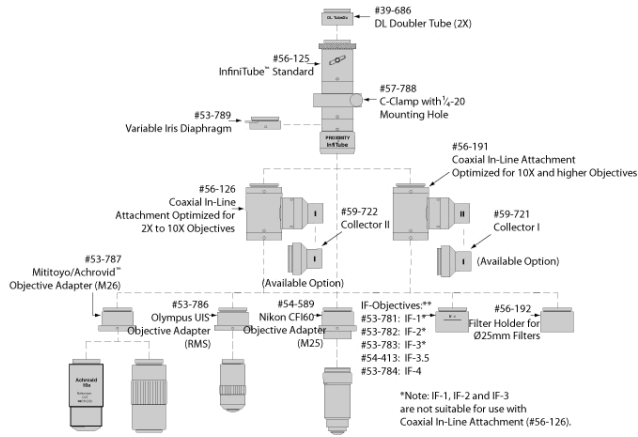 #39-686
DL Doubler Tube (2X)
DL TubeDs
#56-125
InfiniTube™ Standard
#57-788
C-Clamp with ¼-20
Mounting Hole
#53-789
Variable Iris Diaphragm
PROXIMITY
InfiTube
#56-191
Coaxial In-Line Attachment
Optimized for 10X and higher Objectives
#56-126
Coaxial In-Line
Attachment Optimized for
2X to 10X Objectives
I
II
#59-722
Collector II
#59-721
Collector I
I
I
(Available Option)
(Available Option)
#53-787
Mititoyo/Achrovid™
Objective Adapter (M26)
#53-786
Olympus UIS
Objective Adapter
(RMS)
#54-589
Nikon CFI60
Objective Adapter
(M25)
IF-Objectives:**
#53-781: IF-1*
#53-782: IF-2*
#53-783: IF-3*
#54-413: IF-3.5
#53-784: IF-4
#56-192
Filter Holder for
Ø25mm Filters
Achrovid
10x
*Note: IF-1, IF-2 and IF-3
are not suitable for use with
Coaxial In-Line Attachment (#56-126).